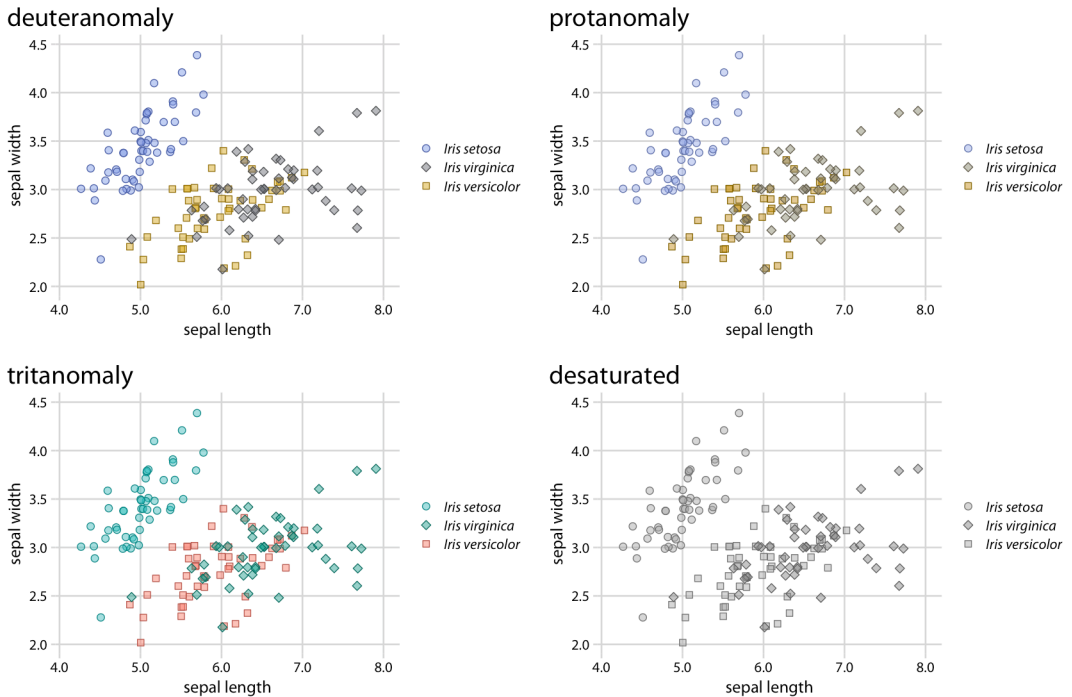 deuteranomaly
4.5
4.0
3.5
3.0
2.5
2.0
sepal width
4.0 5.0 6.0 7.0 8.0
sepal length
Iris setosa
Iris virginica
Iris versicolor
protanomaly
4.5
4.0
3.5
3.0
2.5
2.0
sepal width
4.0 5.0 6.0 7.0 8.0
sepal length
Iris setosa
Iris virginica
Iris versicolor
tritanomaly
4.5
4.0
3.5
3.0
2.5
2.0
sepal width
4.0 5.0 6.0 7.0 8.0
sepal length
Iris setosa
Iris virginica
Iris versicolor
desaturated
4.5
4.0
3.5
3.0
2.5
2.0
sepal width
4.0 5.0 6.0 7.0 8.0
sepal length
Iris setosa
Iris virginica
Iris versicolor